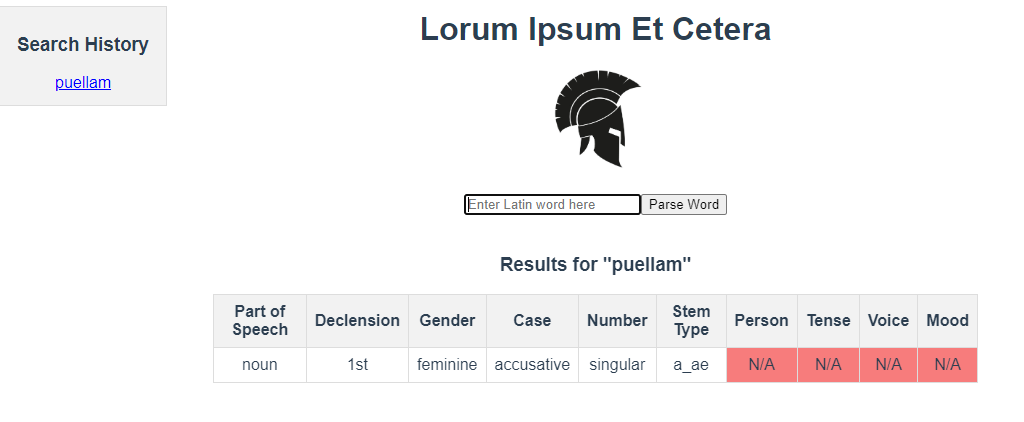 Search History
puellam
Lorum Ipsum Et Cetera
Enter Latin word here Parse Word
Results for "puellam"
Part of Speech Declension Gender Case Number Stem Type Person Tense Voice Mood
noun 1st feminine accusative singular a_ae N/A N/A N/A N/A